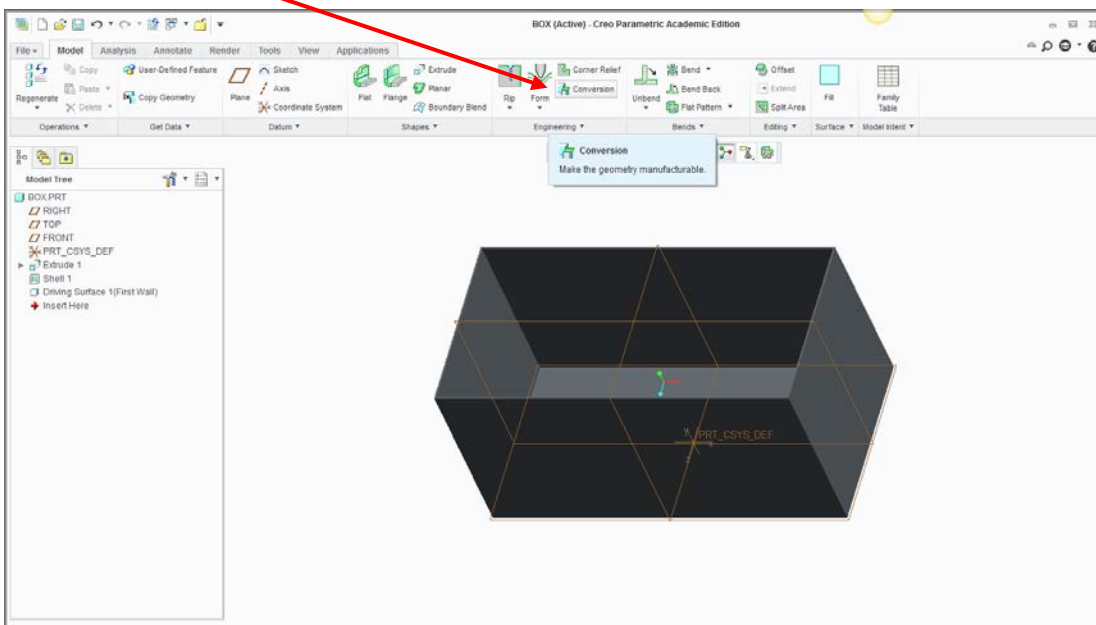 BOX (Active) - Creo Parametric Academic Edition
File Model Analysis Annotate Render Tools View Applications
Regenerate
Copy
Paste
Delete
User-Defined Feature
Copy Geometry
Plane
Sketch
Axis
Coordinate System
Flat
Flange
Extrude
Planar
Boundary Blend
Rip
Form
Corner Relief
Conversion
Unbend
Bend
Bend Back
Flat Pattern
Offset
Extend
Split Area
Fill
Family
Table
Operations Get Data Datum Shapes Engineering Bends Editing Surface Model Intent
Conversion
Make the geometry manufacturable.
Model Tree
BOX.PRT
RIGHT
TOP
FRONT
PRT_CSYS_DEF
Extrude 1
Shell 1
Driving Surface 1(First Wall)
Insert Here
PRT_CSYS_DEF